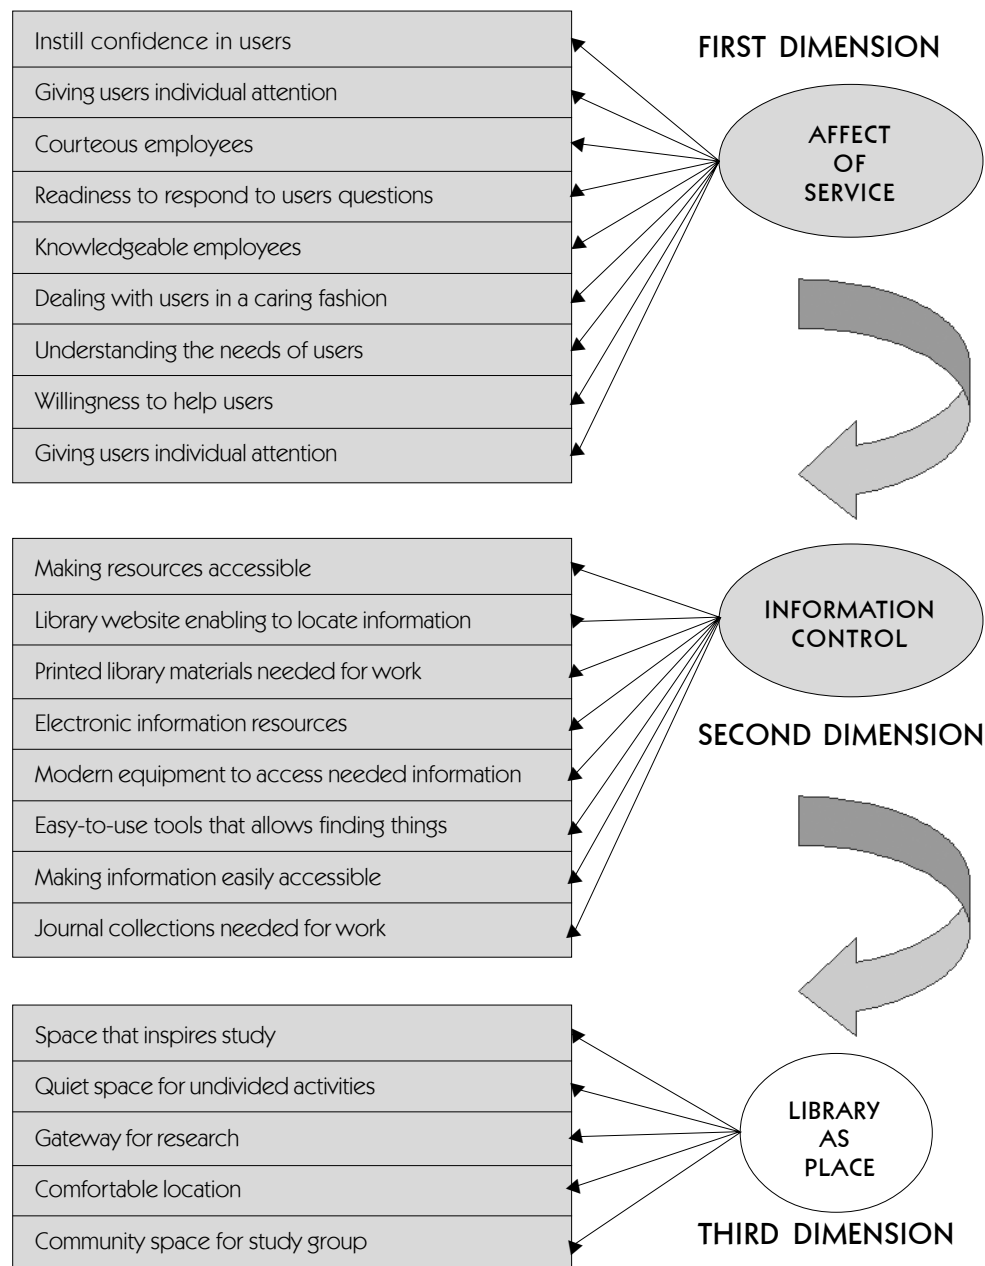 FIRST DIMENSION
AFFECT
OF
SERVICE
Instill confidence in users
Giving users individual attention
Courteous employees
Readiness to respond to users questions
Knowledgeable employees
Dealing with users in a caring fashion
Understanding the needs of users
Willingness to help users
Giving users individual attention
INFORMATION
CONTROL
SECOND DIMENSION
Making resources accessible
Library website enabling to locate information
Printed library materials needed for work
Electronic information resources
Modern equipment to access needed information
Easy-to-use tools that allows finding things
Making information easily accessible
Journal collections needed for work
LIBRARY
AS
PLACE
THIRD DIMENSION
Space that inspires study
Quiet space for undivided activities
Gateway for research
Comfortable location
Community space for study group